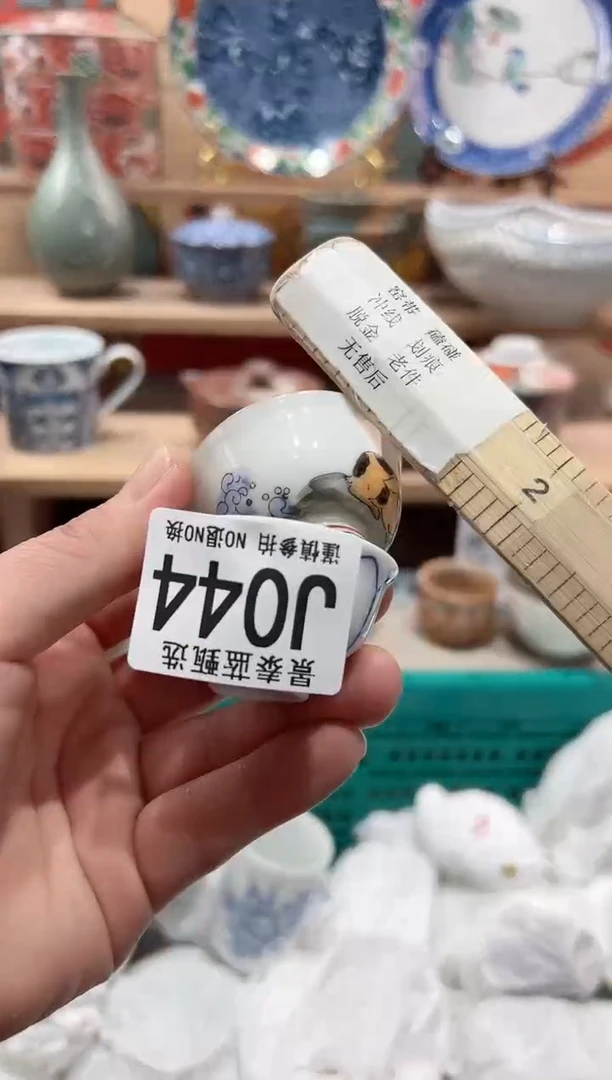 窑带 磕碰
冲线 划痕
脱金 老件
无售后
2
景泰蓝甄选
J044
谨慎参拍 NO退NO换